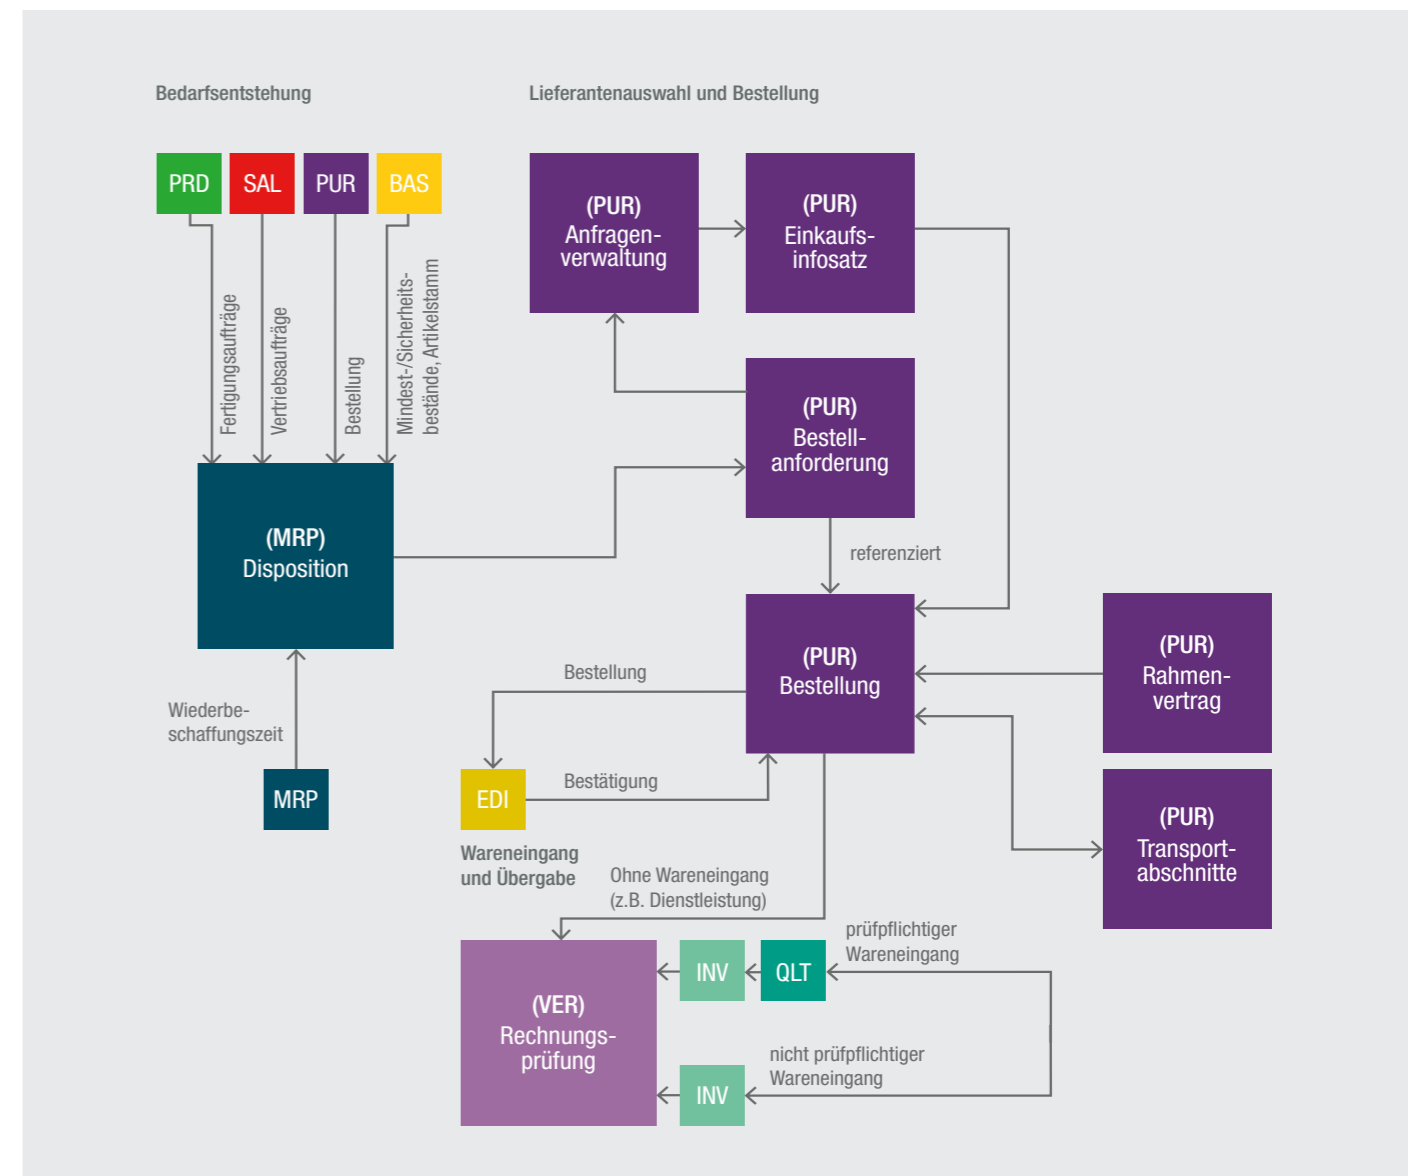 Bedarfsentstehung
Lieferantenauswahl und Bestellung
PRD
SAL
PUR
BAS
Fertigungsaufträge
Vertriebsaufträge
Bestellung
Mindest-/Sicherheits-
bestände, Artikelstamm
(PUR)
Anfragen-
verwaltung
(PUR)
Einkaufs-
infosatz
(PUR)
Bestell-
anforderung
(MRP)
Disposition
referenziert
(PUR)
Bestellung
(PUR)
Rahmen-
vertrag
Bestellung
Wiederbe-
schaffungszeit
MRP
EDI
Bestätigung
(PUR)
Transport-
abschnitte
Wareneingang
und Übergabe
Ohne Wareneingang
(z.B. Dienstleistung)
(VER)
Rechnungs-
prüfung
INV
QLT
prüfpflichtiger
Wareneingang
nicht prüfpflichtiger
Wareneingang
INV